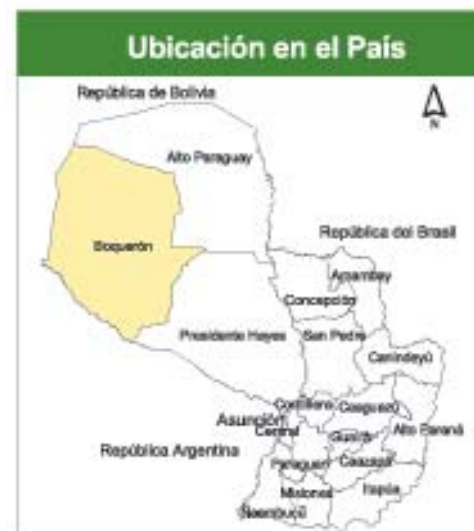 Ubicación en el País
República de Bolivia
N
Alto Paraguay
Boquerón
República del Brasil
Amambay
Concepción
Presidente Hayes
San Pedro
Canindeyú
Cordillera
Caaguazú
Asunción
Central
Guairá
Alto Paraná
República Argentina
Paraguarí
Caazapá
Misiones
Itapúa
Ñeembucú